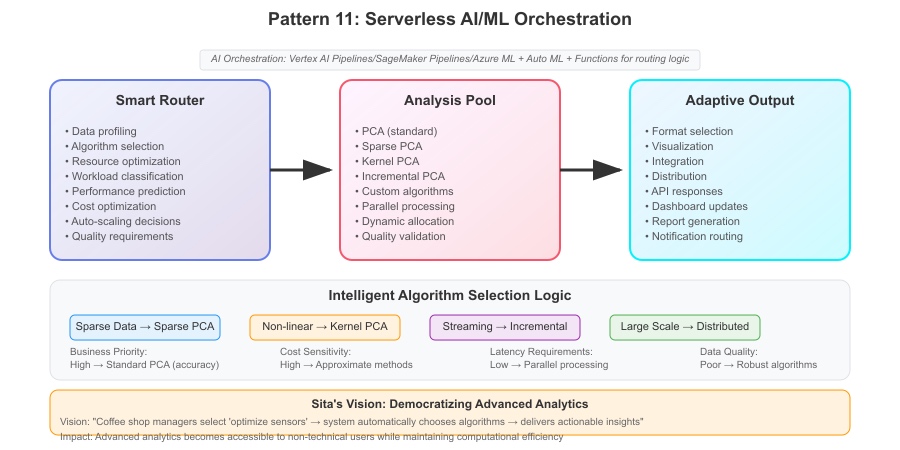 Pattern 11: Serverless AI/ML Orchestration
AI Orchestration: Vertex AI Pipelines/SageMaker Pipelines/Azure ML + Auto ML + Functions for routing logic
Smart Router
• Data profiling
• Algorithm selection
• Resource optimization
• Workload classification
• Performance prediction
• Cost optimization
• Auto-scaling decisions
• Quality requirements
Analysis Pool
• PCA (standard)
• Sparse PCA
• Kernel PCA
• Incremental PCA
• Custom algorithms
• Parallel processing
• Dynamic allocation
• Quality validation
Adaptive Output
• Format selection
• Visualization
• Integration
• Distribution
• API responses
• Dashboard updates
• Report generation
• Notification routing
Intelligent Algorithm Selection Logic
Sparse Data → Sparse PCA
Non-linear → Kernel PCA
Streaming → Incremental
Large Scale → Distributed
Business Priority:
High → Standard PCA (accuracy)
Cost Sensitivity:
High → Approximate methods
Latency Requirements:
Low → Parallel processing
Data Quality:
Poor → Robust algorithms
Sita's Vision: Democratizing Advanced Analytics
Vision: "Coffee shop managers select 'optimize sensors' → system automatically chooses algorithms → delivers actionable insights"
Impact: Advanced analytics becomes accessible to non-technical users while maintaining computational efficiency